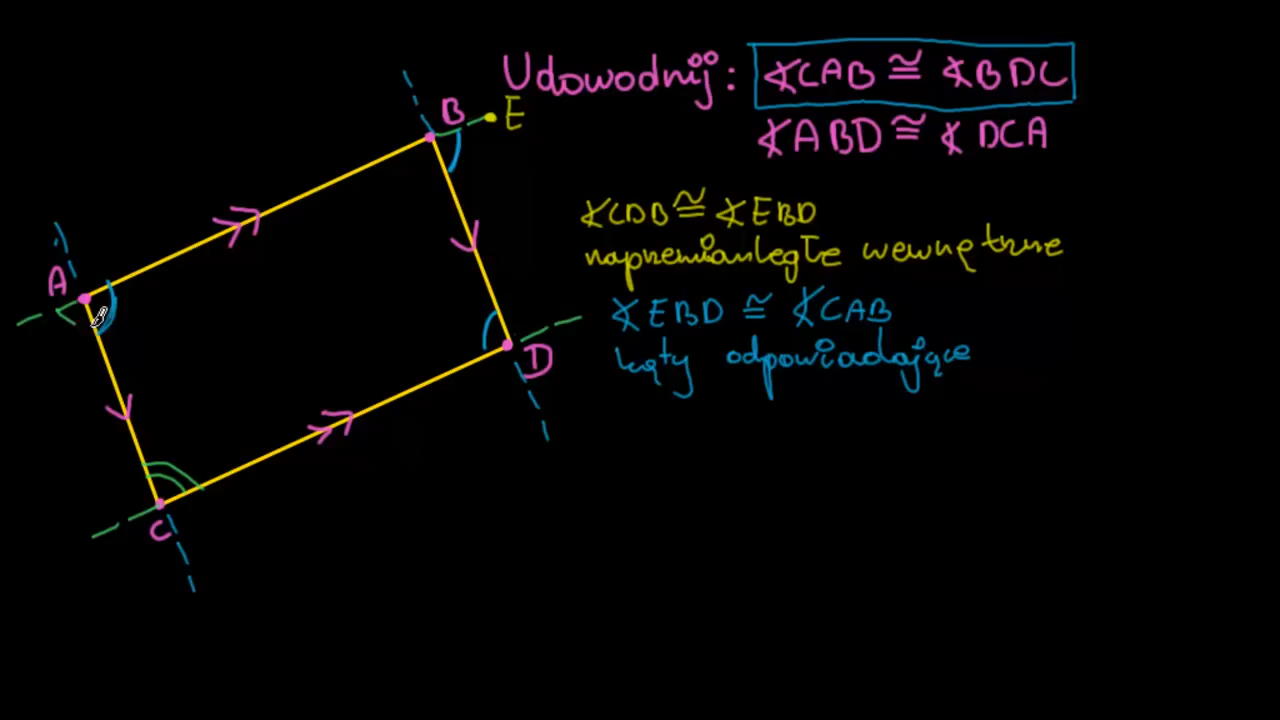 Udowodnij: ∢CAB ≅ ∢BDC
∢ABD ≅ ∢DCA
∢CDB ≅ ∢EBD
naprzemianległe wewnętrzne
∢EBD ≅ ∢CAB
kąty odpowiadające
B
E
A
D
C